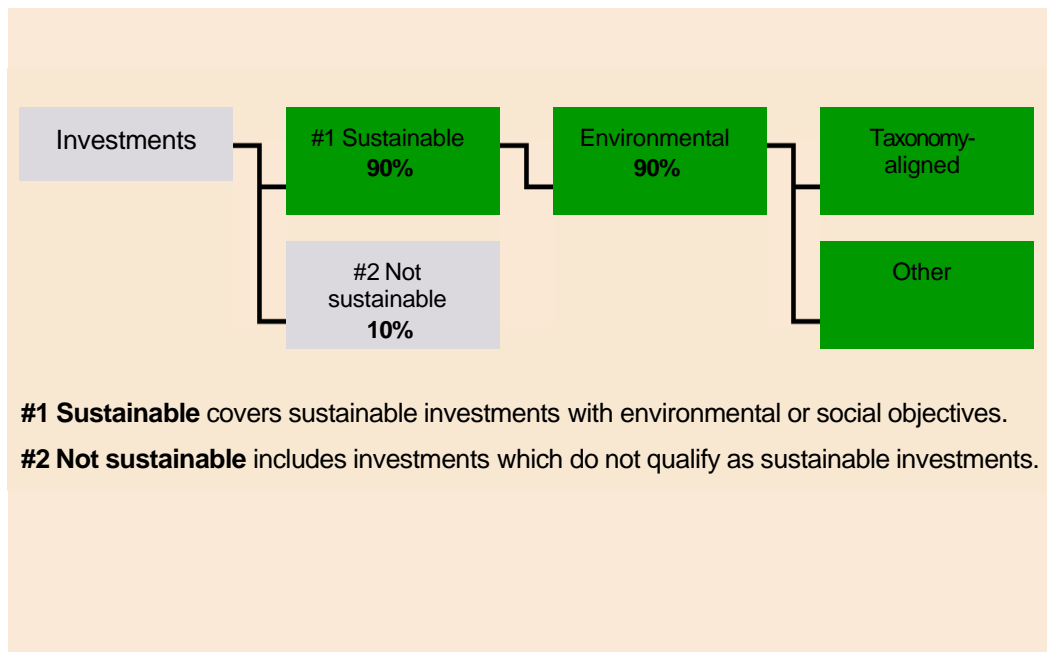 Investments
#1 Sustainable
90%
Environmental
90%
Taxonomy-
aligned
#2 Not
sustainable
10%
Other
#1 Sustainable covers sustainable investments with environmental or social objectives.
#2 Not sustainable includes investments which do not qualify as sustainable investments.